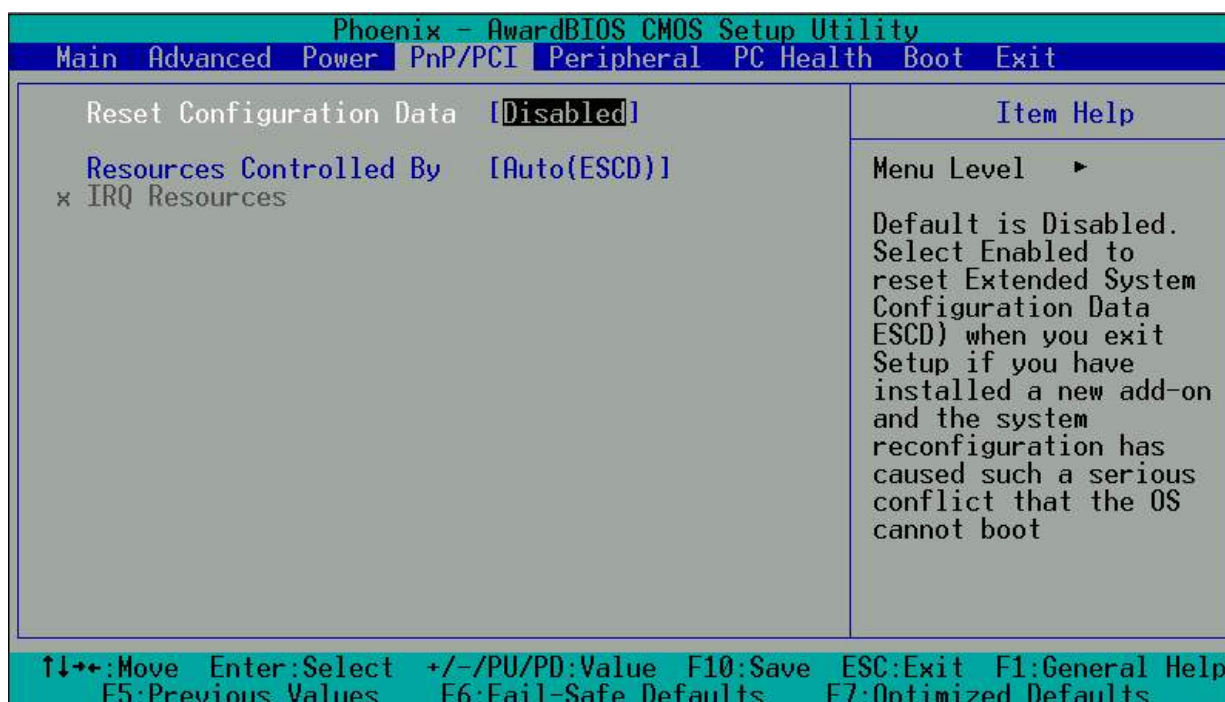 Phoenix - AwardBIOS CMOS Setup Utility
Main Advanced Power PnP/PCI Peripheral PC Health Boot Exit
Reset Configuration Data [Disabled]
Resources Controlled By [Auto(ESCD)]
x IRQ Resources
Item Help
Menu Level ►
Default is Disabled.
Select Enabled to
reset Extended System
Configuration Data
ESCD) when you exit
Setup if you have
installed a new add-on
and the system
reconfiguration has
caused such a serious
conflict that the OS
cannot boot
↑↓→←:Move Enter:Select +/-/PU/PD:Value F10:Save ESC:Exit F1:General Help
F5:Previous Values F6:Fail-Safe Defaults F7:Optimized Defaults